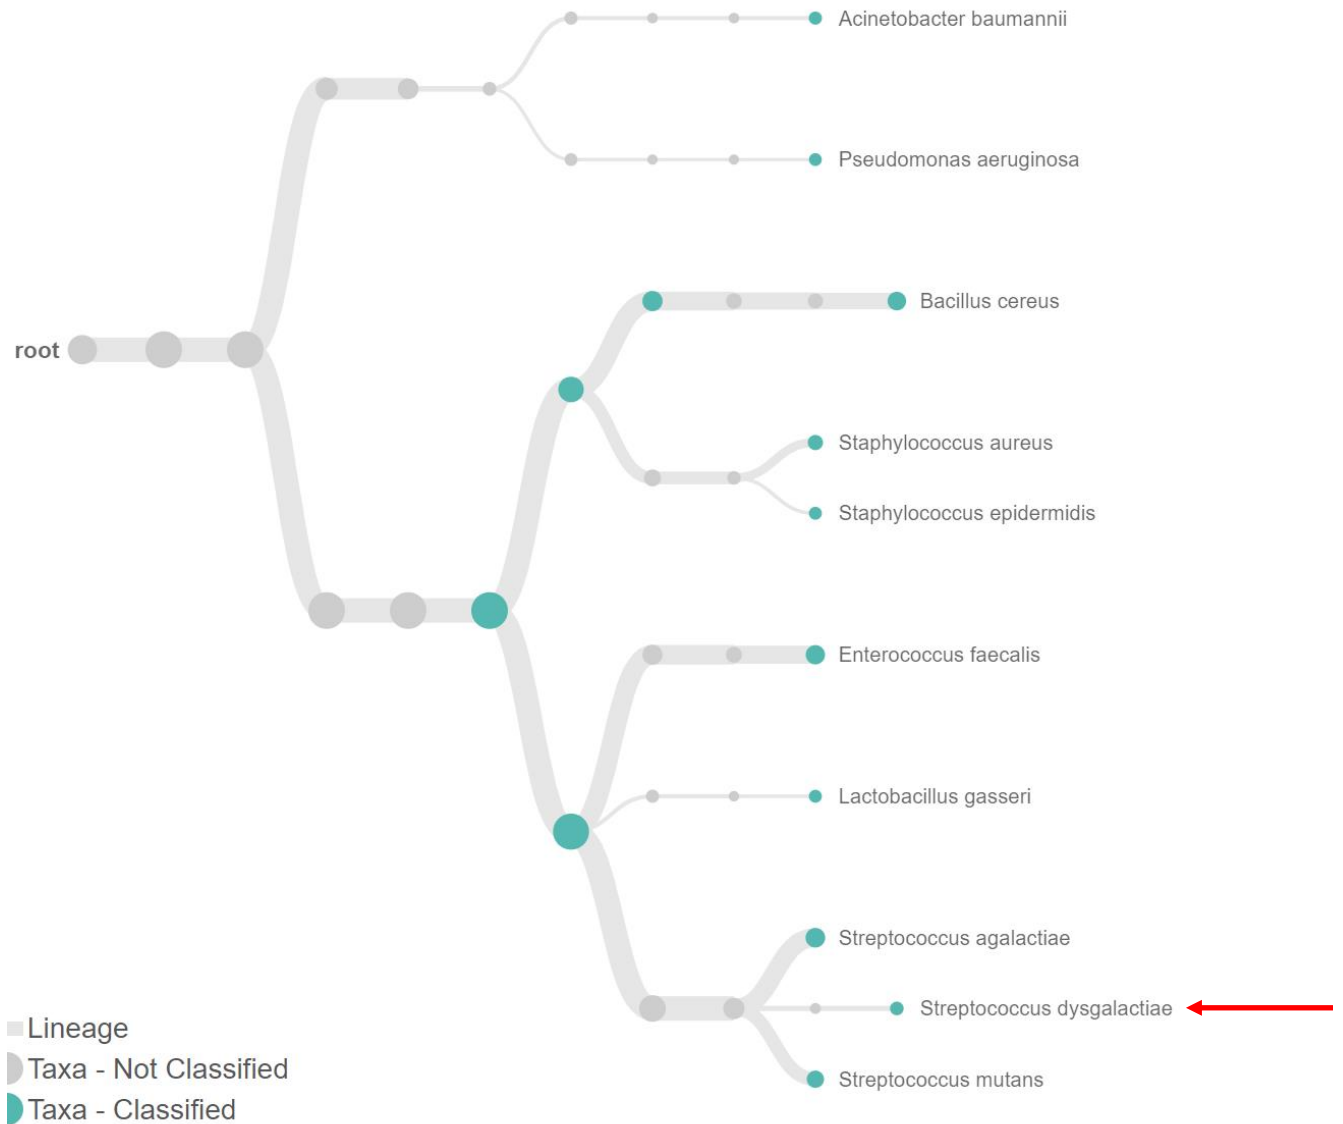 Acinetobacter baumannii
Pseudomonas aeruginosa
Bacillus cereus
root
Staphylococcus aureus
Staphylococcus epidermidis
Enterococcus faecalis
Lactobacillus gasseri
Streptococcus agalactiae
Streptococcus dysgalactiae
Streptococcus mutans
Lineage
Taxa - Not Classified
Taxa - Classified